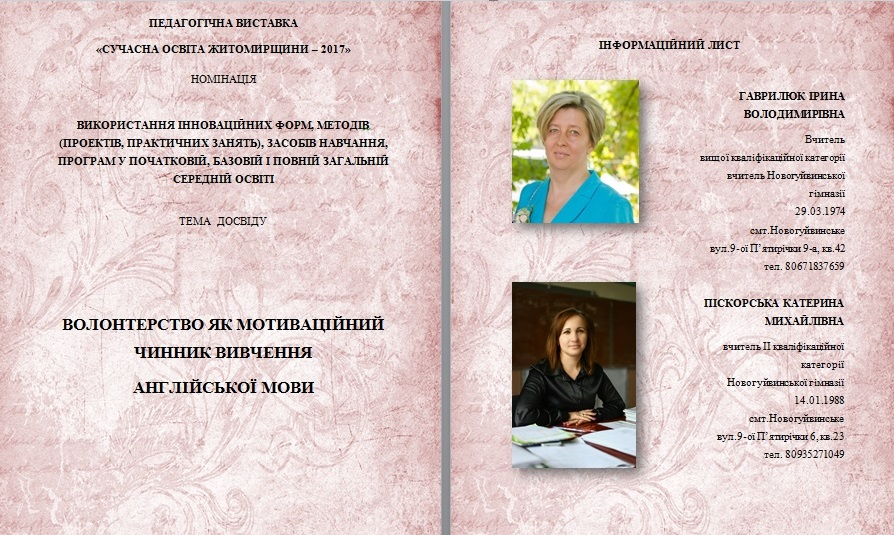 ПЕДАГОГІЧНА ВИСТАВКА
«СУЧАСНА ОСВІТА ЖИТОМИРЩИНИ – 2017»
НОМІНАЦІЯ
ВИКОРИСТАННЯ ІННОВАЦІЙНИХ ФОРМ, МЕТОДІВ
(ПРОЕКТІВ, ПРАКТИЧНИХ ЗАНЯТЬ), ЗАСОБІВ НАВЧАННЯ,
ПРОГРАМ У ПОЧАТКОВІЙ, БАЗОВІЙ І ПОВНІЙ ЗАГАЛЬНІЙ
СЕРЕДНІЙ ОСВІТІ
ТЕМА ДОСВІДУ
ВОЛОНТЕРСТВО ЯК МОТИВАЦІЙНИЙ
ЧИННИК ВИВЧЕННЯ
АНГЛІЙСЬКОЇ МОВИ
ІНФОРМАЦІЙНИЙ ЛИСТ
ГАВРИЛЮК ІРИНА
ВОЛОДИМИРІВНА
Вчитель
вищої кваліфікаційної категорії
вчитель Новогуйвинської
гімназії
29.03.1974
смт.Новогуйвинське
вул.9-ої П’ятирічки 9-а, кв.42
тел. 80671837659
ПІСКОРСЬКА КАТЕРИНА
МИХАЙЛІВНА
вчитель ІІ кваліфікаційної
категорії
Новогуйвинської гімназії
14.01.1988
смт.Новогуйвинське
вул.9-ої П’ятирічки 6, кв.23
тел. 80935271049